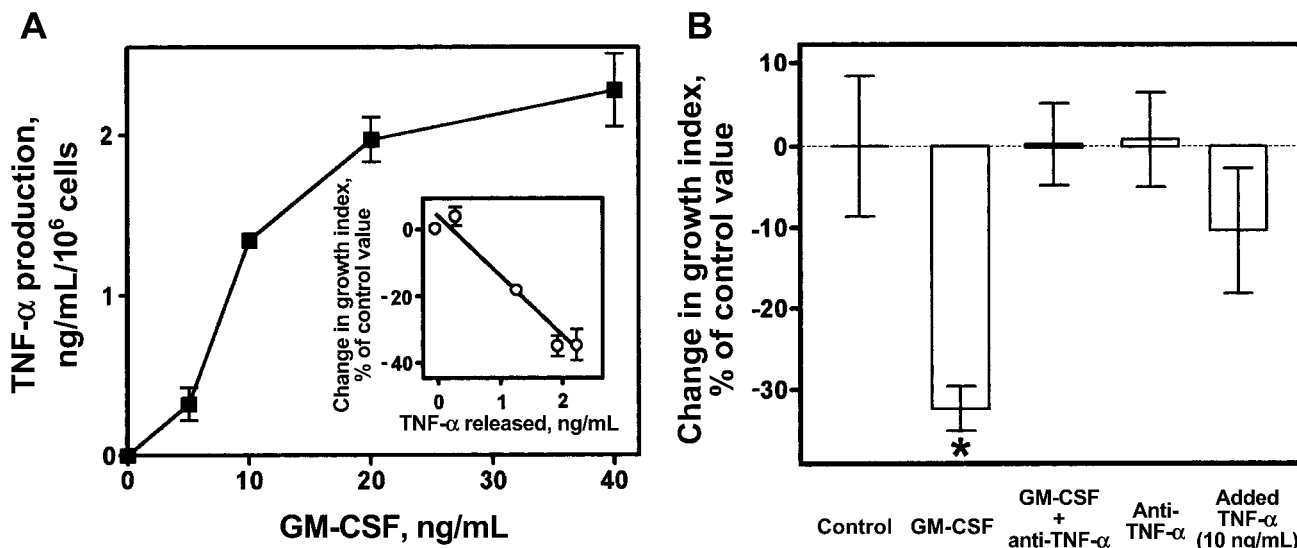 A
TNF-α production,
ng/mL/10⁶ cells
2
1
0
0
10
20
30
40
GM-CSF, ng/mL
Change in growth index,
% of control value
0
-20
-40
0
1
2
TNF-α released, ng/mL
B
Change in growth index,
% of control value
10
0
-10
-20
-30
*
Control
GM-CSF
GM-CSF
+
anti-TNF-α
Anti-
TNF-α
Added
TNF-α
(10 ng/mL)